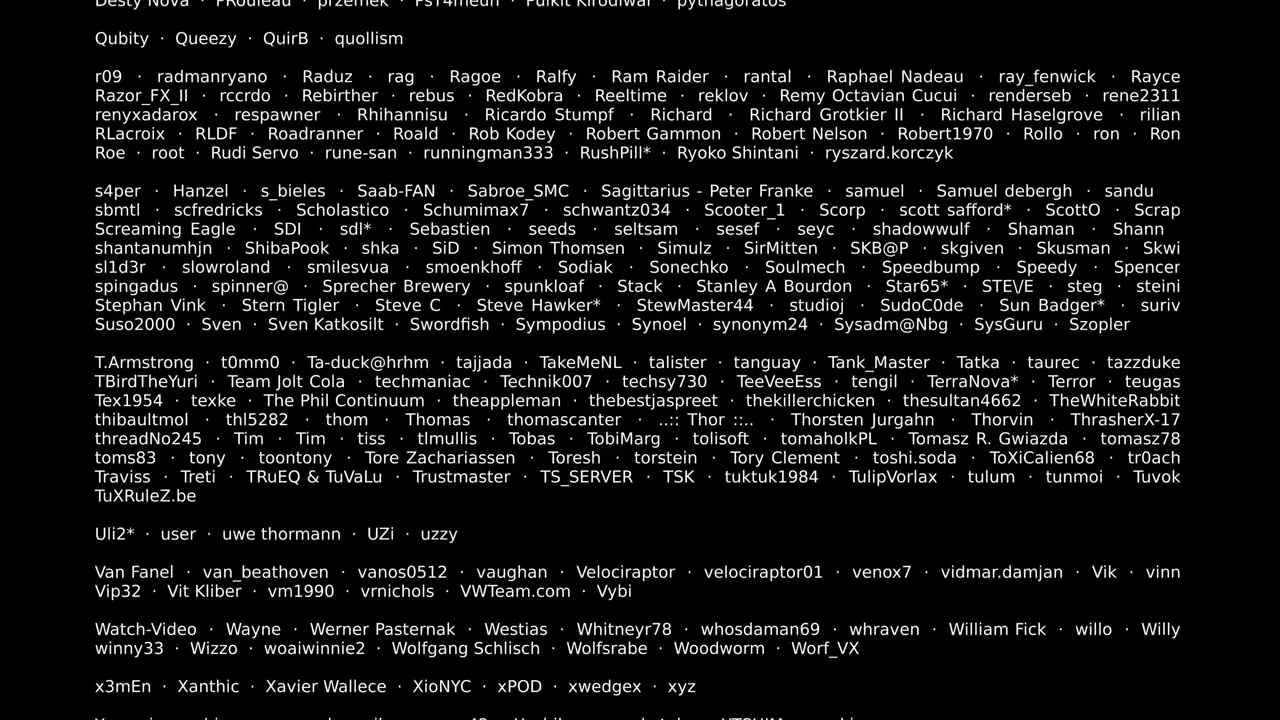 Desty Nova · PRouleau · przemek · PsY4meun · Pulkit Kirodiwal · pythagoratos
Qubity · Queezy · QuirB · quollism
r09 · radmanryano · Raduz · rag · Ragoe · Ralfy · Ram Raider · rantal · Raphael Nadeau · ray_fenwick · Rayce
Razor_FX_II · rccrdo · Rebirther · rebus · RedKobra · Reeltime · reklov · Remy Octavian Cucui · renderseb · rene2311
renyxadarox · respawner · Rhihannisu · Ricardo Stumpf · Richard · Richard Grotkier II · Richard Haselgrove · rilian
RLacroix · RLDF · Roadranner · Roald · Rob Kodey · Robert Gammon · Robert Nelson · Robert1970 · Rollo · ron · Ron
Roe · root · Rudi Servo · rune-san · runningman333 · RushPill* · Ryoko Shintani · ryszard.korczyk
s4per · Hanzel · s_bieles · Saab-FAN · Sabroe_SMC · Sagittarius - Peter Franke · samuel · Samuel debergh · sandu
sbmtl · scfredricks · Scholastico · Schumimax7 · schwantz034 · Scooter_1 · Scorp · scott safford* · ScottO · Scrap
Screaming Eagle · SDI · sdl* · Sebastien · seeds · seltsam · sesef · seyc · shadowwulf · Shaman · Shann
shantanumhjn · ShibaPook · shka · SiD · Simon Thomsen · Simulz · SirMitten · SKB@P · skgiven · Skusman · Skwi
sl1d3r · slowroland · smilesvua · smoenkhoff · Sodiak · Sonechko · Soulmech · Speedbump · Speedy · Spencer
spingadus · spinner@ · Sprecher Brewery · spunkloaf · Stack · Stanley A Bourdon · Star65* · STE\/E · steg · steini
Stephan Vink · Stern Tigler · Steve C · Steve Hawker* · StewMaster44 · studioj · SudoC0de · Sun Badger* · suriv
Suso2000 · Sven · Sven Katkosilt · Swordfish · Sympodius · Synoel · synonym24 · Sysadm@Nbg · SysGuru · Szopler
T.Armstrong · t0mm0 · Ta-duck@hrhm · tajjada · TakeMeNL · talister · tanguay · Tank_Master · Tatka · taurec · tazzduke
TBirdTheYuri · Team Jolt Cola · techmaniac · Technik007 · techsy730 · TeeVeeEss · tengil · TerraNova* · Terror · teugas
Tex1954 · texke · The Phil Continuum · theappleman · thebestjaspreet · thekillerchicken · thesultan4662 · TheWhiteRabbit
thibaultmol · thl5282 · thom · Thomas · thomascanter · ..:: Thor ::.. · Thorsten Jurgahn · Thorvin · ThrasherX-17
threadNo245 · Tim · Tim · tiss · tlmullis · Tobas · TobiMarg · tolisoft · tomaholkPL · Tomasz R. Gwiazda · tomasz78
toms83 · tony · toontony · Tore Zachariassen · Toresh · torstein · Tory Clement · toshi.soda · ToXiCalien68 · tr0ach
Traviss · Treti · TRuEQ & TuVaLu · Trustmaster · TS_SERVER · TSK · tuktuk1984 · TulipVorlax · tulum · tunmoi · Tuvok
TuXRuleZ.be
Uli2* · user · uwe thormann · UZi · uzzy
Van Fanel · van_beathoven · vanos0512 · vaughan · Velociraptor · velociraptor01 · venox7 · vidmar.damjan · Vik · vinn
Vip32 · Vit Kliber · vm1990 · vrnichols · VWTeam.com · Vybi
Watch-Video · Wayne · Werner Pasternak · Westias · Whitneyr78 · whosdaman69 · whraven · William Fick · willo · Willy
winny33 · Wizzo · woaiwinnie2 · Wolfgang Schlisch · Wolfsrabe · Woodworm · Worf_VX
x3mEn · Xanthic · Xavier Wallece · XioNYC · xPOD · xwedgex · xyz